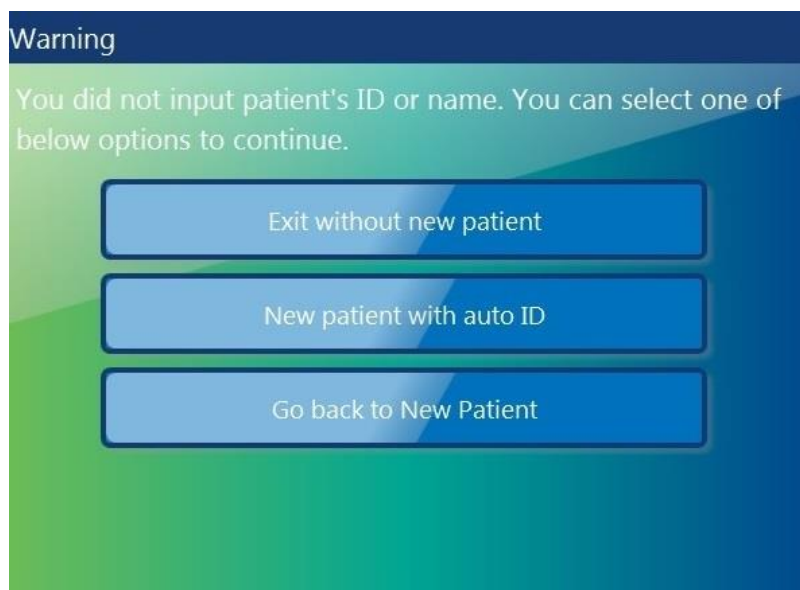 Warning
You did not input patient's ID or name. You can select one of
below options to continue.
Exit without new patient
New patient with auto ID
Go back to New Patient